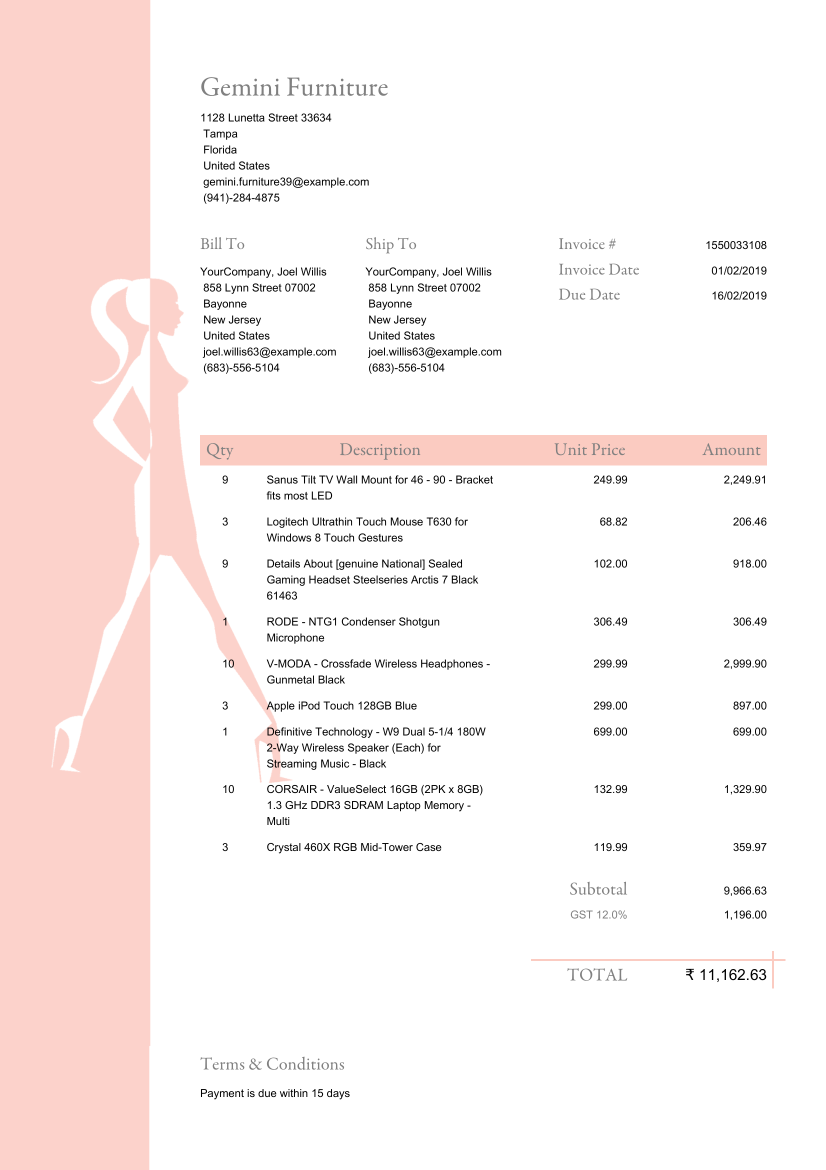 Gemini Furniture
1128 Lunetta Street 33634
Tampa
Florida
United States
gemini.furniture39@example.com
(941)-284-4875
Bill To
YourCompany, Joel Willis
858 Lynn Street 07002
Bayonne
New Jersey
United States
joel.willis63@example.com
(683)-556-5104
Ship To
YourCompany, Joel Willis
858 Lynn Street 07002
Bayonne
New Jersey
United States
joel.willis63@example.com
(683)-556-5104
Invoice # 1550033108
Invoice Date 01/02/2019
Due Date 16/02/2019
Qty Description Unit Price Amount
9 Sanus Tilt TV Wall Mount for 46 - 90 - Bracket 249.99 2,249.91
fits most LED
3 Logitech Ultrathin Touch Mouse T630 for 68.82 206.46
Windows 8 Touch Gestures
9 Details About [genuine National] Sealed 102.00 918.00
Gaming Headset Steelseries Arctis 7 Black
61463
1 RODE - NTG1 Condenser Shotgun 306.49 306.49
Microphone
10 V-MODA - Crossfade Wireless Headphones - 299.99 2,999.90
Gunmetal Black
3 Apple iPod Touch 128GB Blue 299.00 897.00
1 Definitive Technology - W9 Dual 5-1/4 180W 699.00 699.00
2-Way Wireless Speaker (Each) for
Streaming Music - Black
10 CORSAIR - ValueSelect 16GB (2PK x 8GB) 132.99 1,329.90
1.3 GHz DDR3 SDRAM Laptop Memory -
Multi
3 Crystal 460X RGB Mid-Tower Case 119.99 359.97
Subtotal 9,966.63
GST 12.0% 1,196.00
TOTAL ₹ 11,162.63
Terms & Conditions
Payment is due within 15 days